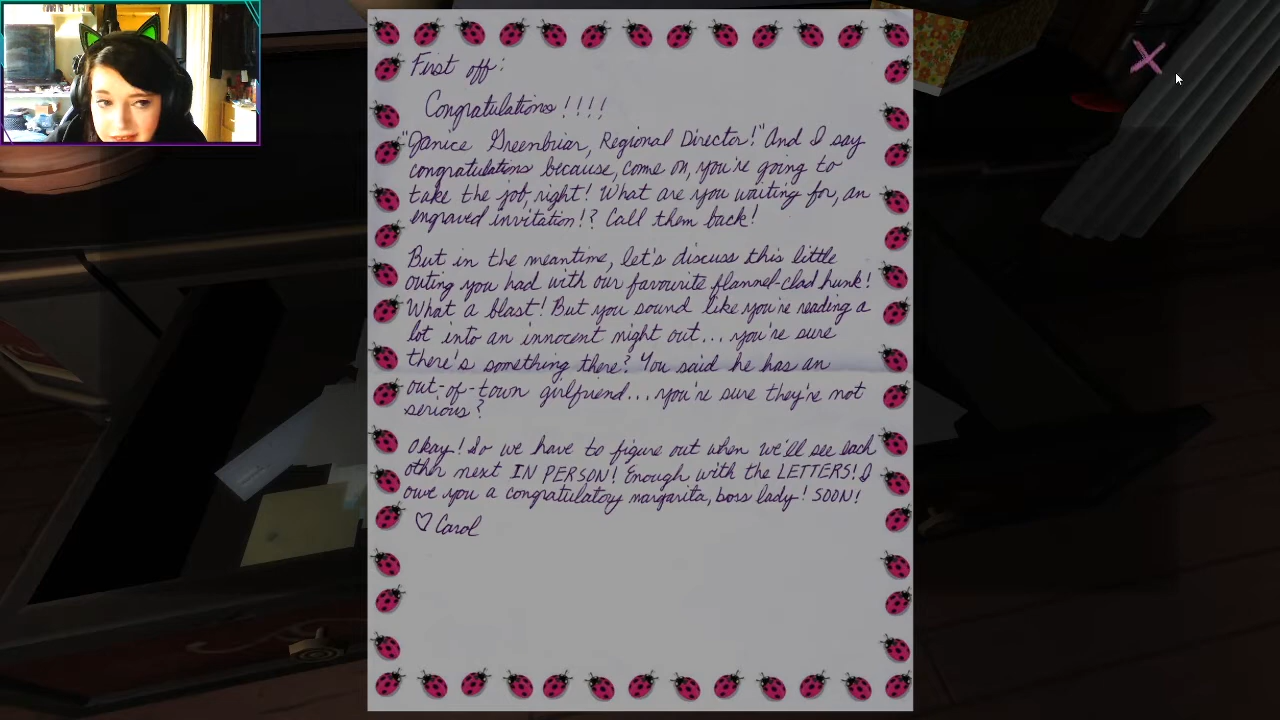 First off:
Congratulations!!!!
"Janice Greenbriar, Regional Director!" And I say
congratulations because, come on, you're going to
take the job, right! What are you waiting for, an
engraved invitation!? Call them back!
But in the meantime, let's discuss this little
outing you had with our favourite flannel-clad hunk!
What a blast! But you sound like you're reading a
lot into an innocent night out... you're sure
there's something there? You said he has an
out-of-town girlfriend... you're sure they're not
serious?
Okay! So we have to figure out when we'll see each
other next IN PERSON! Enough with the LETTERS! I
owe you a congratulatory margarita, boss lady! SOON!
♡ Carol